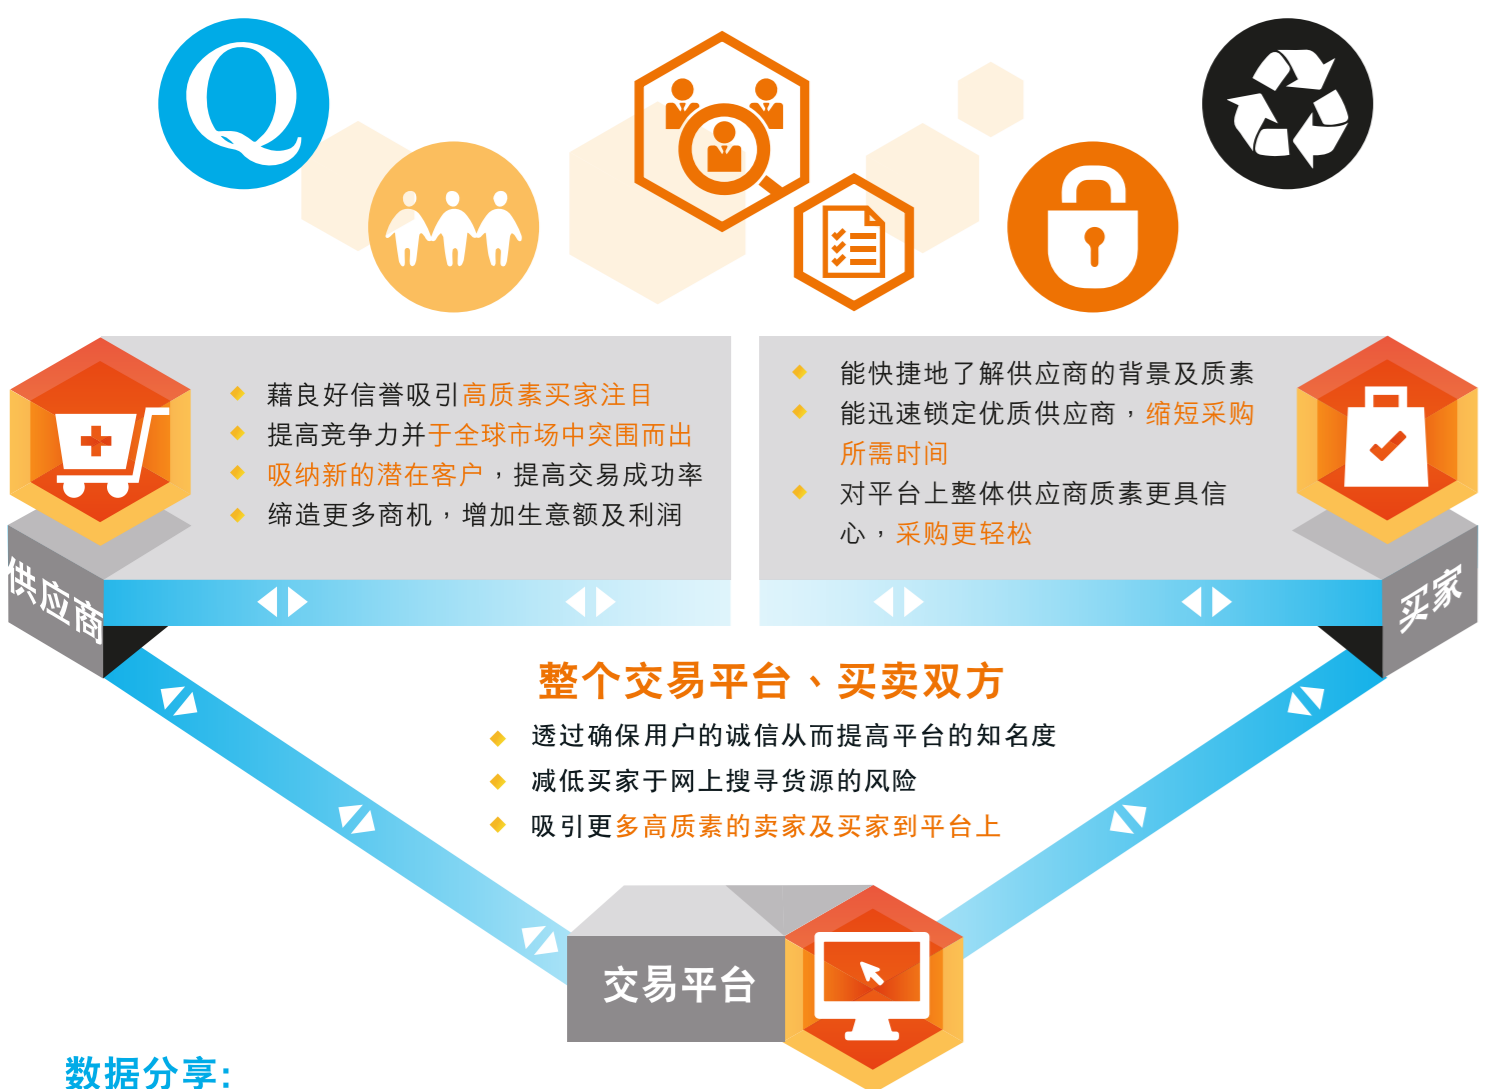 Q
藉良好信誉吸引高质素买家注目
提高竞争力并于全球市场中突围而出
吸纳新的潜在客户，提高交易成功率
缔造更多商机，增加生意额及利润
能快捷地了解供应商的背景及质素
能迅速锁定优质供应商，缩短采购
所需时间
对平台上整体供应商质素更具信
心，采购更轻松
供应商
买家
整个交易平台、买卖双方
透过确保用户的诚信从而提高平台的知名度
减低买家于网上搜寻货源的风险
吸引更多高质素的卖家及买家到平台上
交易平台
数据分享: